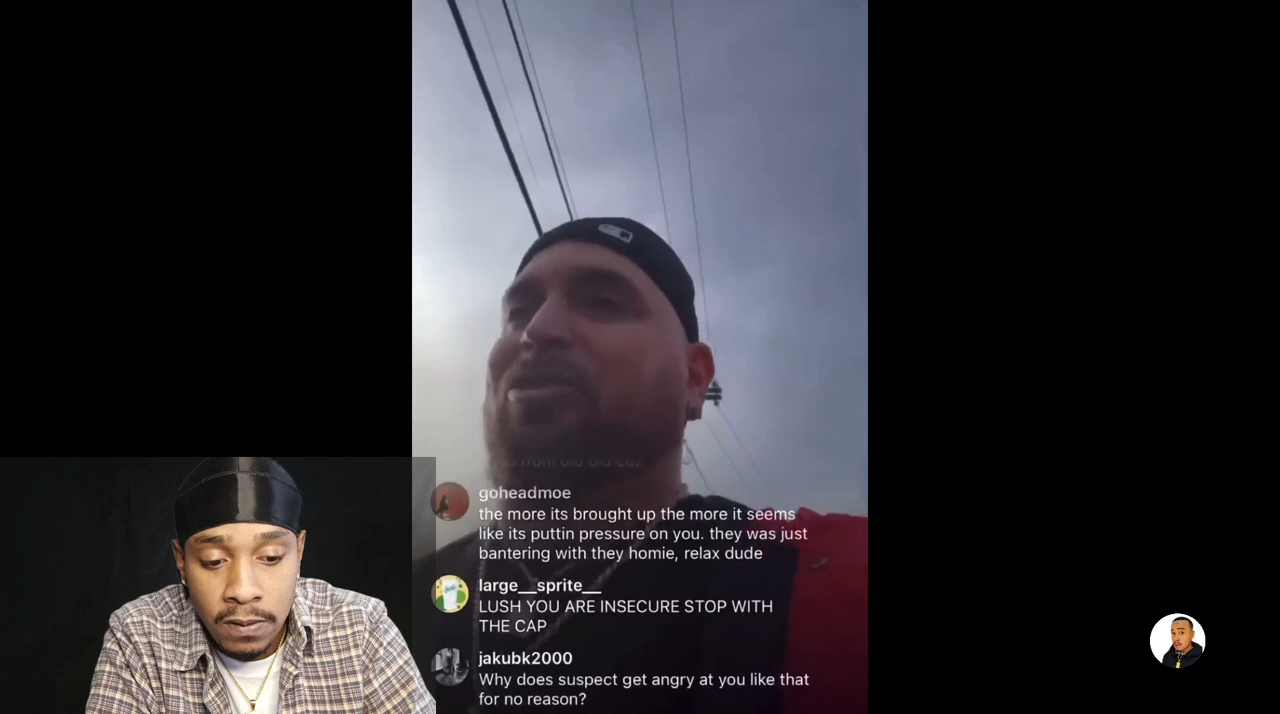 goheadmoe
the more its brought up the more it seems
like its puttin pressure on you. they was just
bantering with they homie, relax dude
large__sprite__
LUSH YOU ARE INSECURE STOP WITH
THE CAP
jakubk2000
Why does suspect get angry at you like that
for no reason?